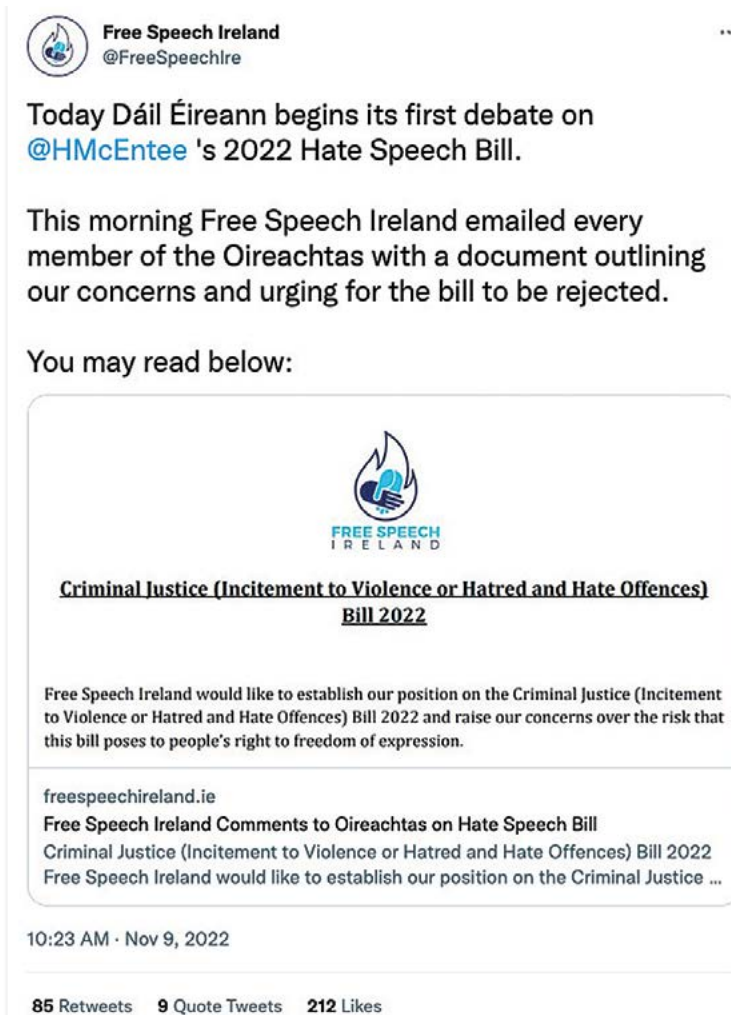 Free Speech Ireland
@FreeSpeechIre
Today Dáil Éireann begins its first debate on
@HMcEntee 's 2022 Hate Speech Bill.
This morning Free Speech Ireland emailed every
member of the Oireachtas with a document outlining
our concerns and urging for the bill to be rejected.
You may read below:
FREE SPEECH
IRELAND
Criminal Justice (Incitement to Violence or Hatred and Hate Offences)
Bill 2022
Free Speech Ireland would like to establish our position on the Criminal Justice (Incitement
to Violence or Hatred and Hate Offences) Bill 2022 and raise our concerns over the risk that
this bill poses to people's right to freedom of expression.
freespeechireland.ie
Free Speech Ireland Comments to Oireachtas on Hate Speech Bill
Criminal Justice (Incitement to Violence or Hatred and Hate Offences) Bill 2022
Free Speech Ireland would like to establish our position on the Criminal Justice ...
10:23 AM · Nov 9, 2022
85 Retweets 9 Quote Tweets 212 Likes